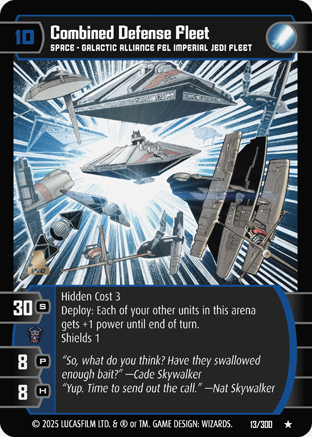 10 Combined Defense Fleet
SPACE - GALACTIC ALLIANCE FEL IMPERIAL JEDI FLEET
Hidden Cost 3
30 S
Deploy: Each of your other units in this arena
gets +1 power until end of turn.
Shields 1
8 P
“So, what do you think? Have they swallowed
enough bait?” —Cade Skywalker
8 H
“Yup. Time to send out the call.” —Nat Skywalker
© 2025 LUCASFILM LTD. & ® or TM. GAME DESIGN: WIZARDS. 13/300 ★